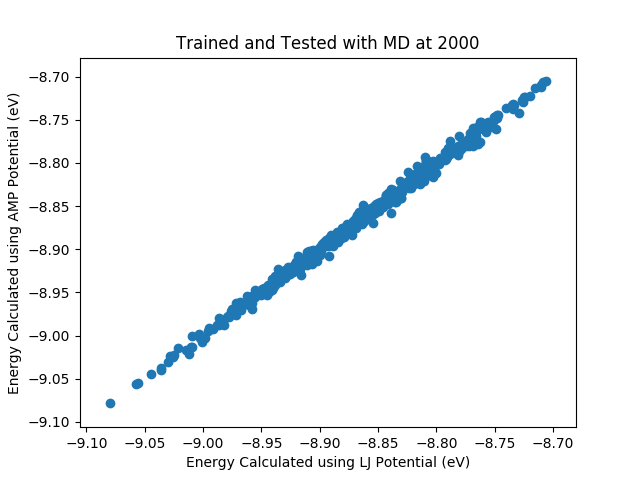 Trained and Tested with MD at 2000
Energy Calculated using AMP Potential (eV)
−8.70
−8.75
−8.80
−8.85
−8.90
−8.95
−9.00
−9.05
−9.10
−9.10 −9.05 −9.00 −8.95 −8.90 −8.85 −8.80 −8.75 −8.70
Energy Calculated using LJ Potential (eV)